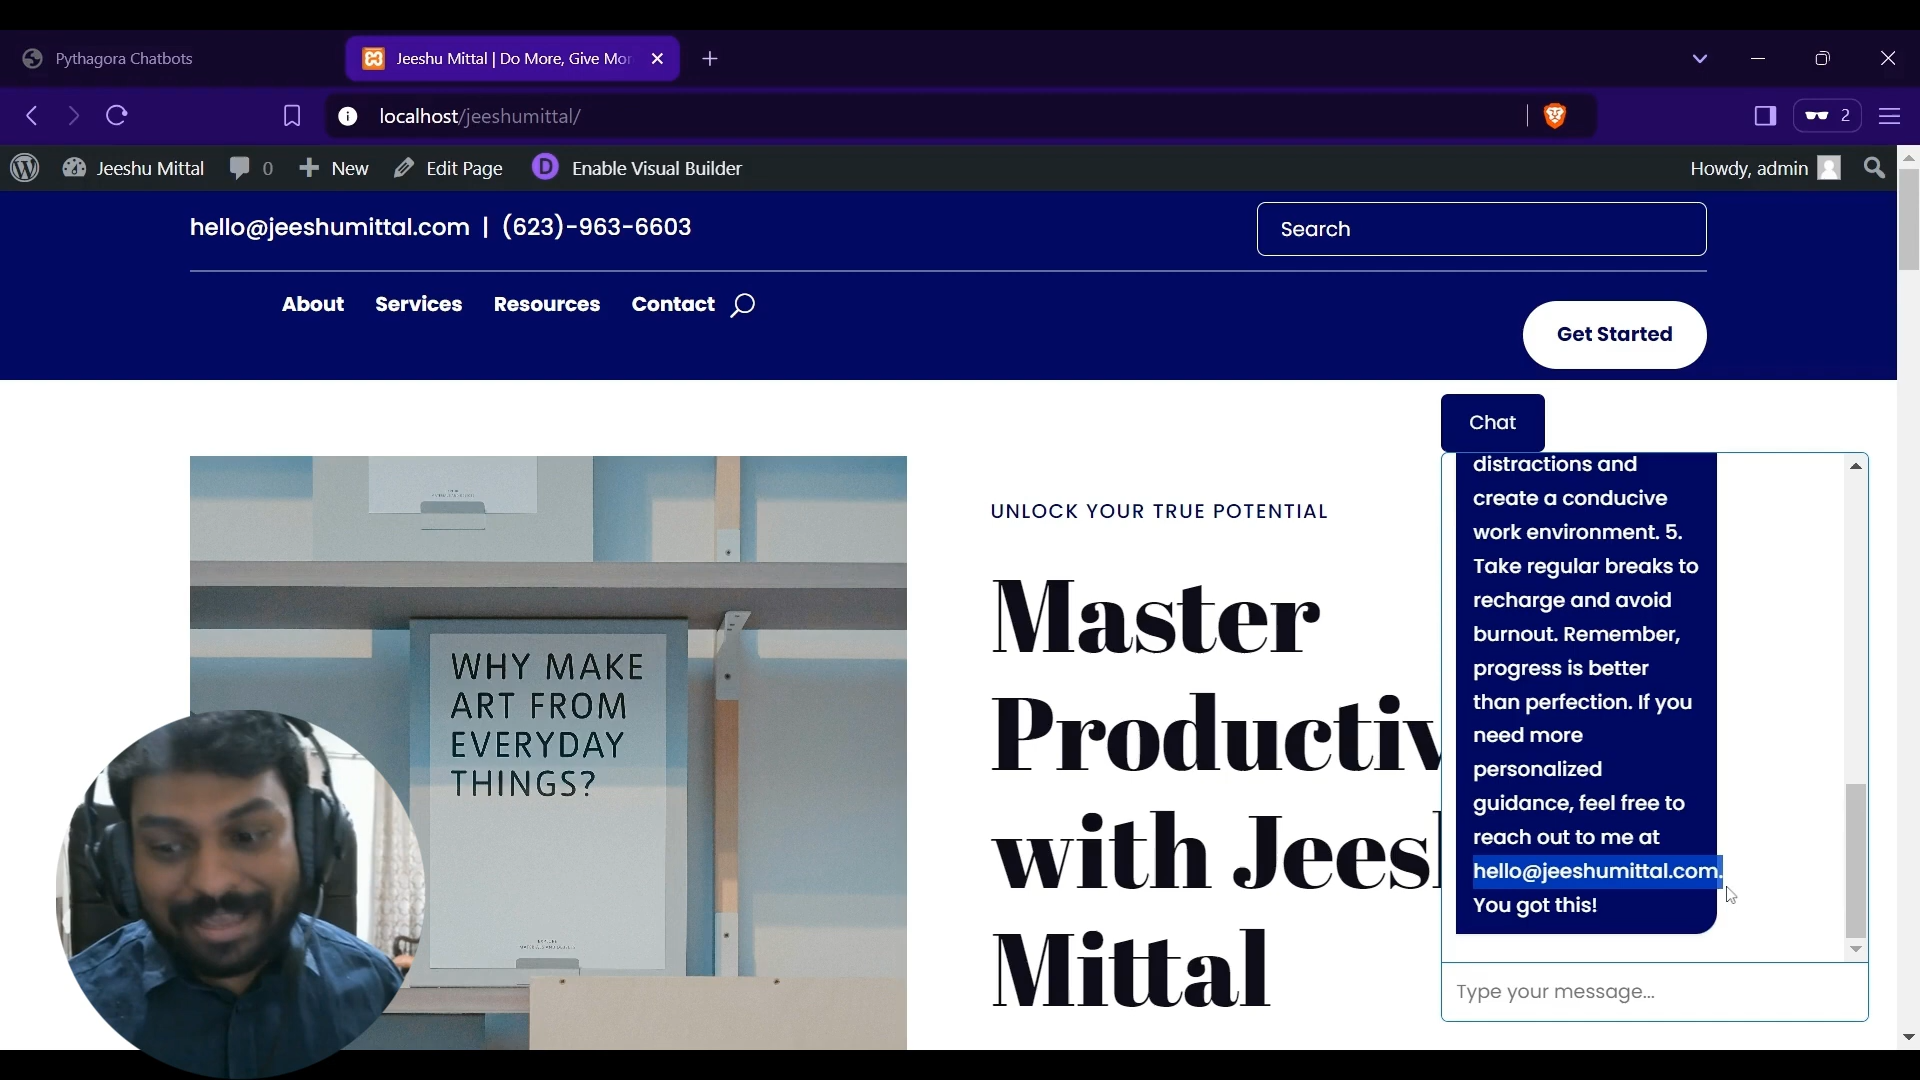 Pythagora Chatbots
Jeeshu Mittal | Do More, Give Mor
localhost/jeeshumittal/
2
Jeeshu Mittal
0
New
Edit Page
D
Enable Visual Builder
Howdy, admin
hello@jeeshumittal.com | (623)-963-6603
Search
About
Services
Resources
Contact
Get Started
WHY MAKE
ART FROM
EVERYDAY
THINGS?
UNLOCK YOUR TRUE POTENTIAL
Master
Productiv
with Jees
Mittal
Chat
distractions and
create a conducive
work environment. 5.
Take regular breaks to
recharge and avoid
burnout. Remember,
progress is better
than perfection. If you
need more
personalized
guidance, feel free to
reach out to me at
hello@jeeshumittal.com.
You got this!
Type your message...